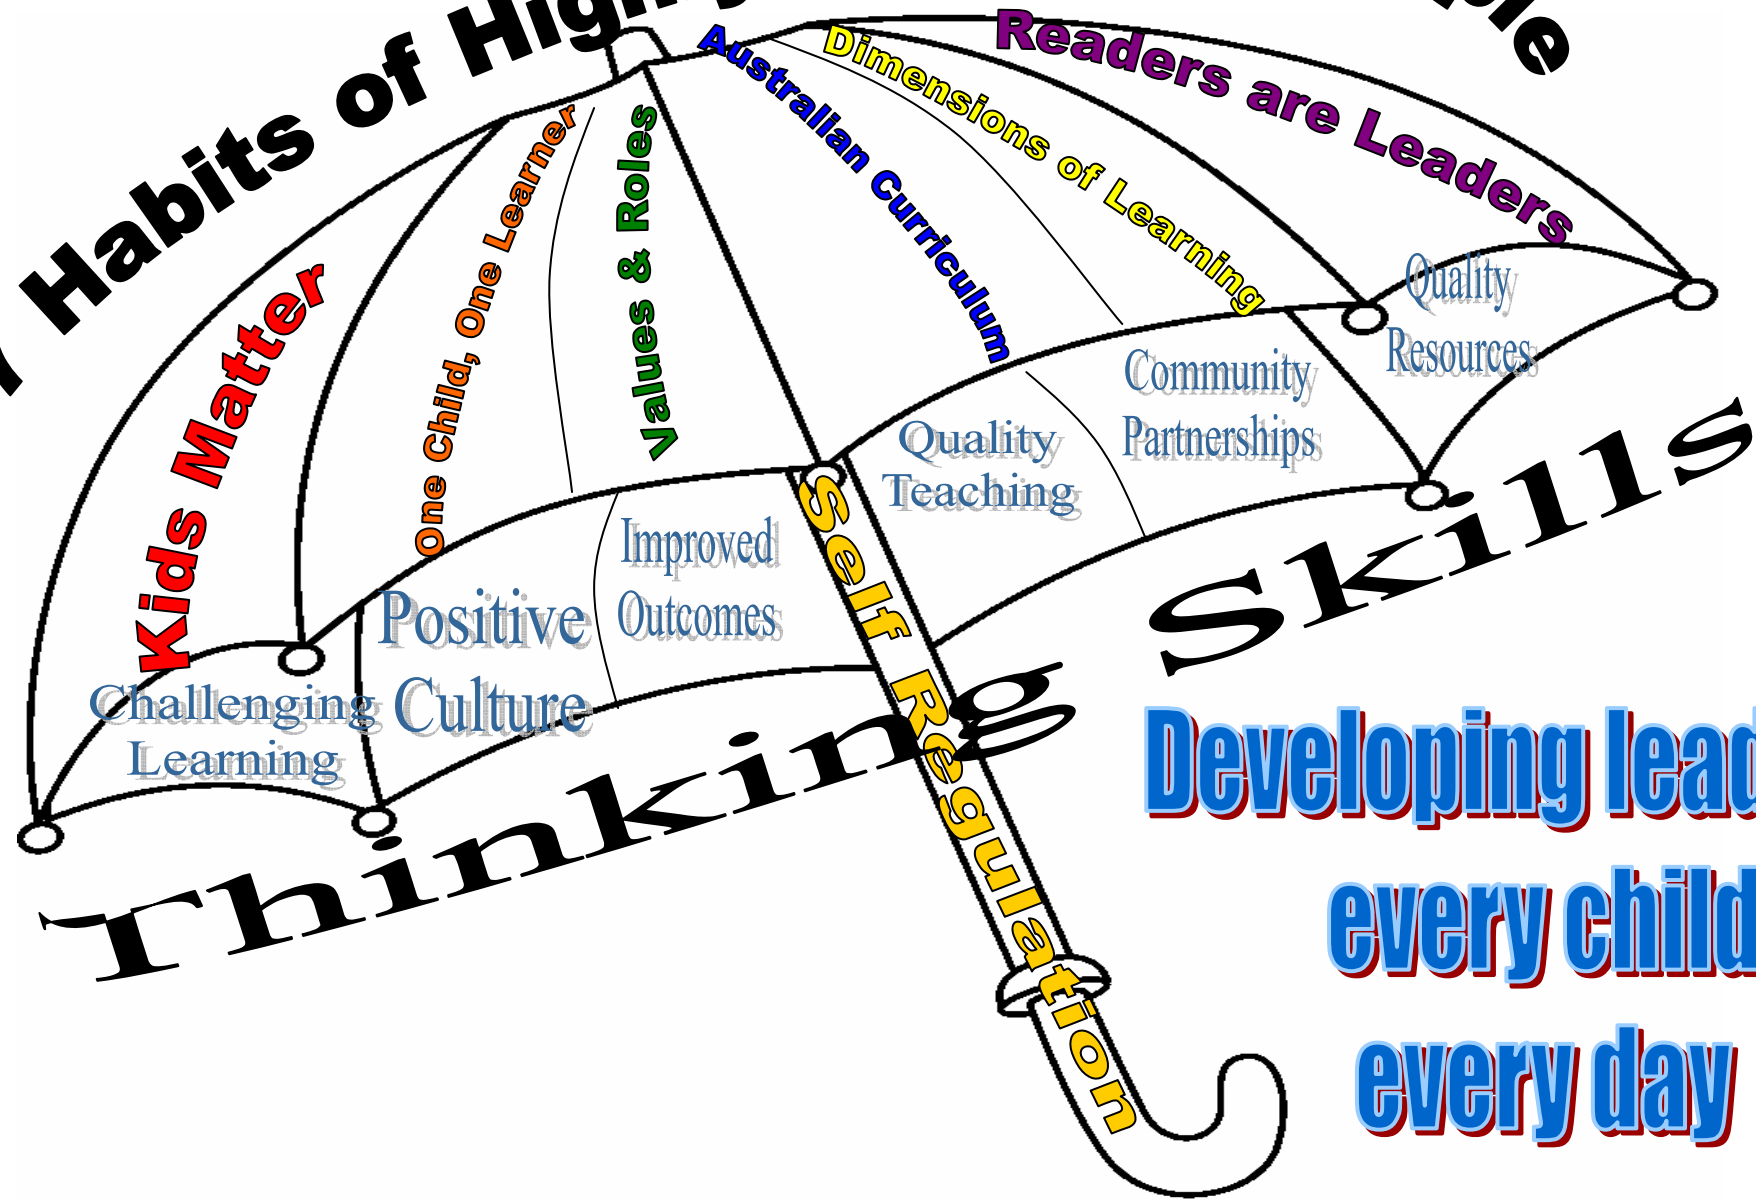 Habits of
Kids Matter
One Child, One Learner
Values & Roles
Australian Curriculum
Dimensions of Learning
Readers are Leaders
Challenging
Learning
Positive
Culture
Improved
Outcomes
Quality
Teaching
Community
Partnerships
Quality
Resources
Self Regulation
Thinking Skills
Developing
every child
every day